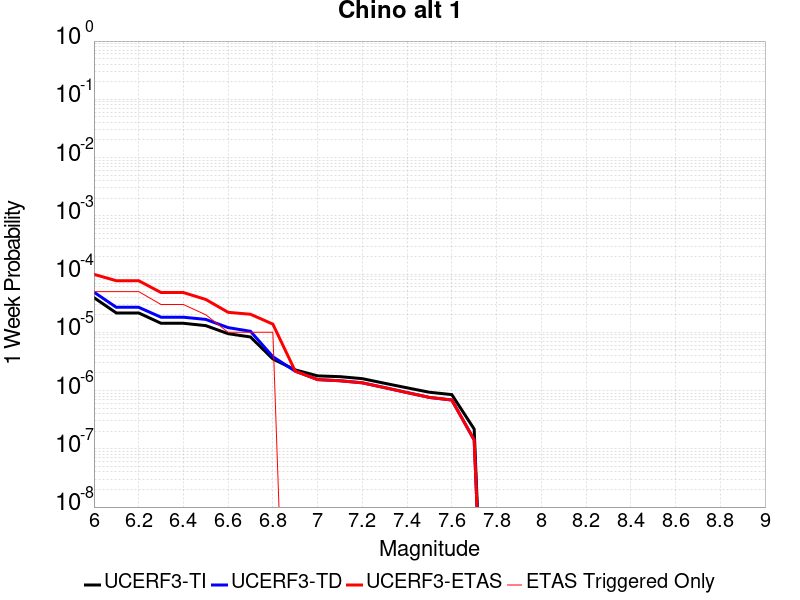 Chino alt 1
10^0
10^-1
10^-2
10^-3
10^-4
10^-5
10^-6
10^-7
10^-8
1 Week Probability
6 6.2 6.4 6.6 6.8 7 7.2 7.4 7.6 7.8 8 8.2 8.4 8.6 8.8 9
Magnitude
UCERF3-TI UCERF3-TD UCERF3-ETAS ETAS Triggered Only